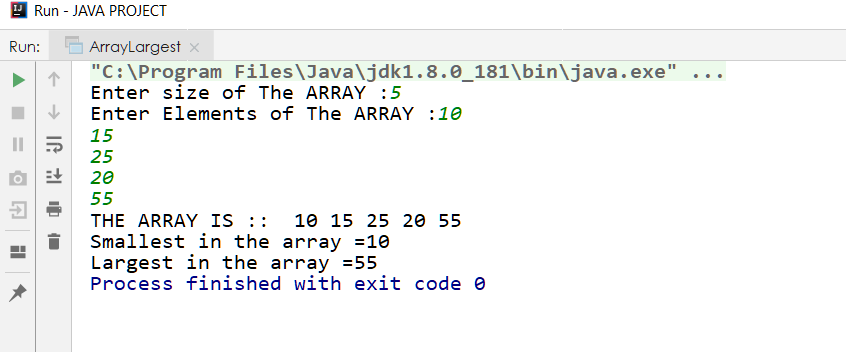 Run - JAVA PROJECT
Run: ArrayLargest
"C:\Program Files\Java\jdk1.8.0_181\bin\java.exe" ...
Enter size of The ARRAY :5
Enter Elements of The ARRAY :10
15
25
20
55
THE ARRAY IS ::  10 15 25 20 55
Smallest in the array =10
Largest in the array =55
Process finished with exit code 0